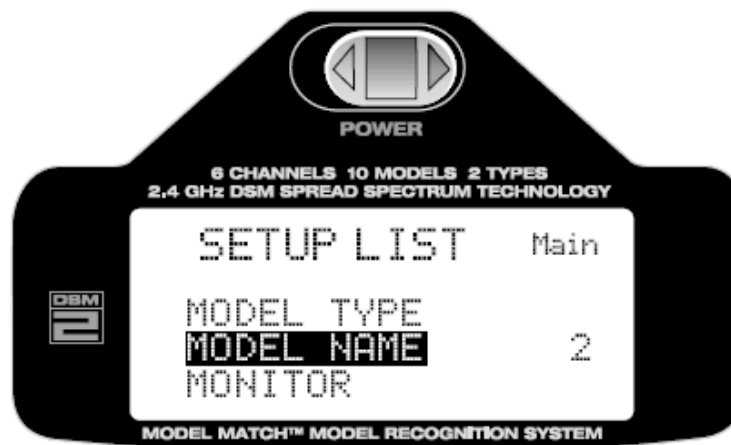 POWER
6 CHANNELS 10 MODELS 2 TYPES
2.4 GHz DSM SPREAD SPECTRUM TECHNOLOGY
SETUP LIST Main
DSM
2
MODEL TYPE
MODEL NAME 2
MONITOR
MODEL MATCH™ MODEL RECOGNITION SYSTEM